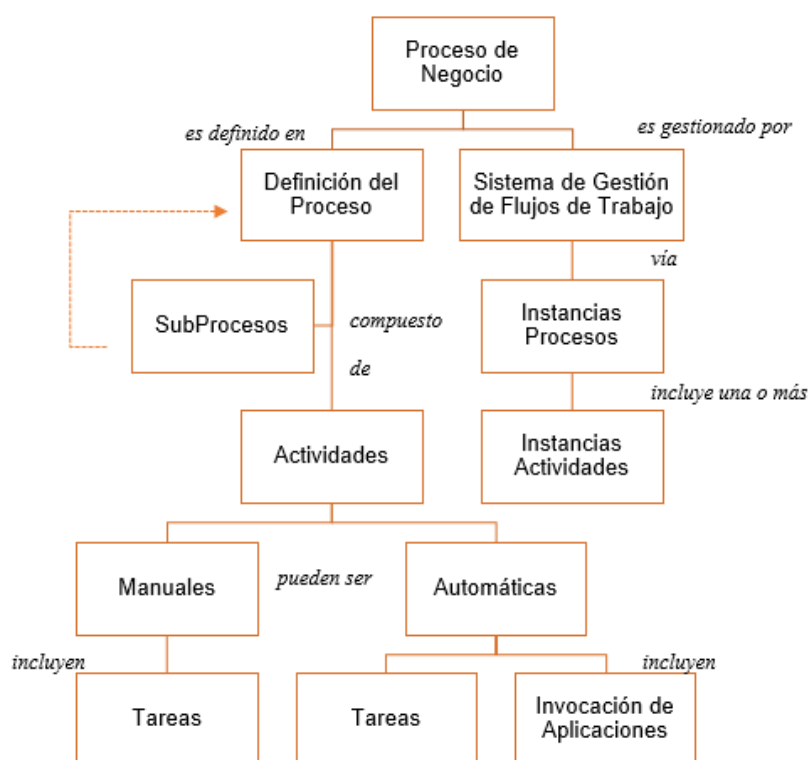 Proceso de
Negocio
es definido en
es gestionado por
Definición del
Proceso
Sistema de Gestión
de Flujos de Trabajo
vía
SubProcesos
compuesto
de
Instancias
Procesos
incluye una o más
Actividades
Instancias
Actividades
Manuales
pueden ser
Automáticas
incluyen
incluyen
Tareas
Tareas
Invocación de
Aplicaciones